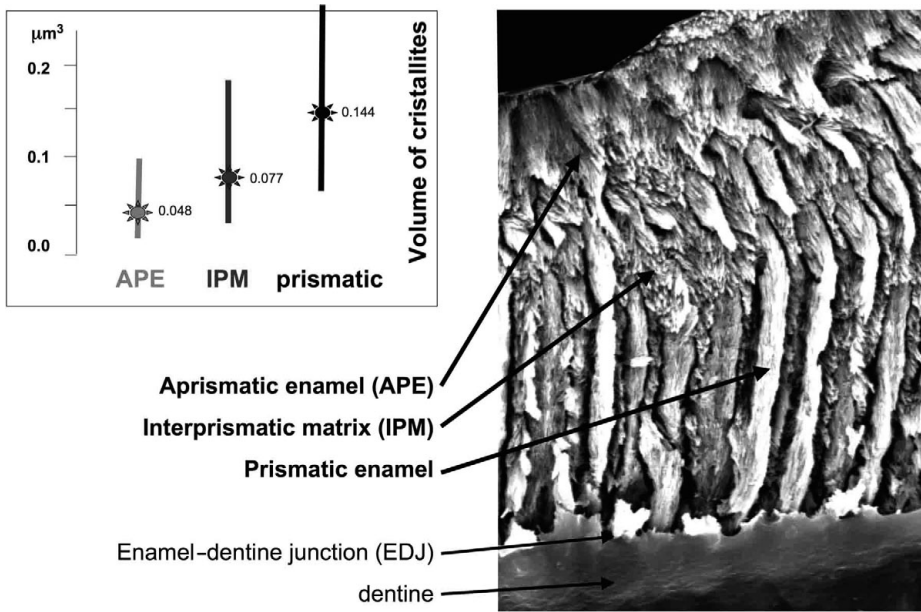 μm³
0.2
0.1
0.0
0.048
0.077
0.144
APE IPM prismatic
Volume of cristallites
Aprismatic enamel (APE)
Interprismatic matrix (IPM)
Prismatic enamel
Enamel–dentine junction (EDJ)
dentine